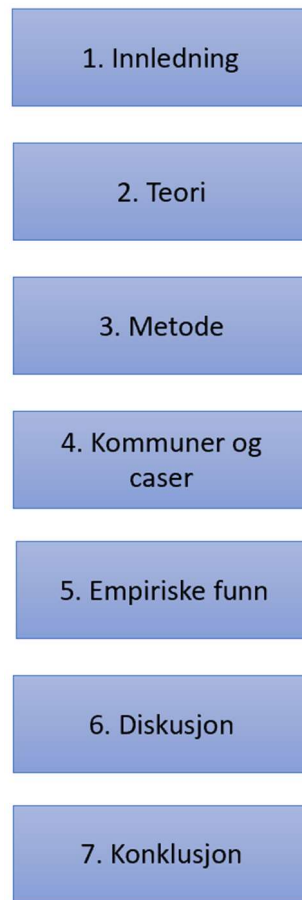 1. Innledning
2. Teori
3. Metode
4. Kommuner og
caser
5. Empiriske funn
6. Diskusjon
7. Konklusjon